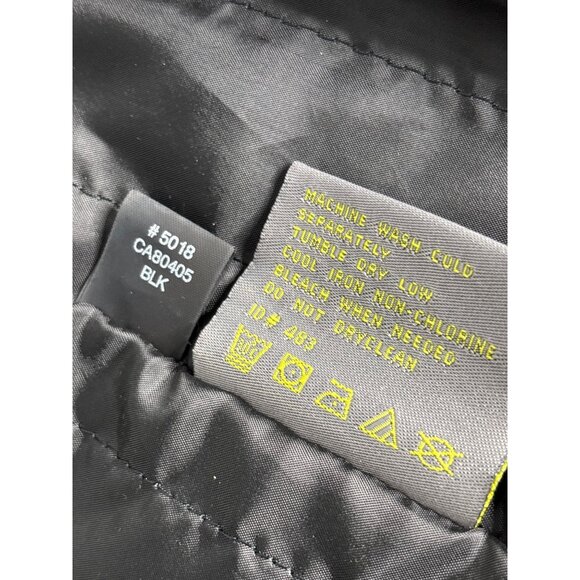 # 5018
CA80405
BLK
MACHINE WASH COLD
SEPARATELY
TUMBLE DRY LOW
COOL IRON NON-CHLORINE
BLEACH WHEN NEEDED
DO NOT DRYCLEAN
ID# 483